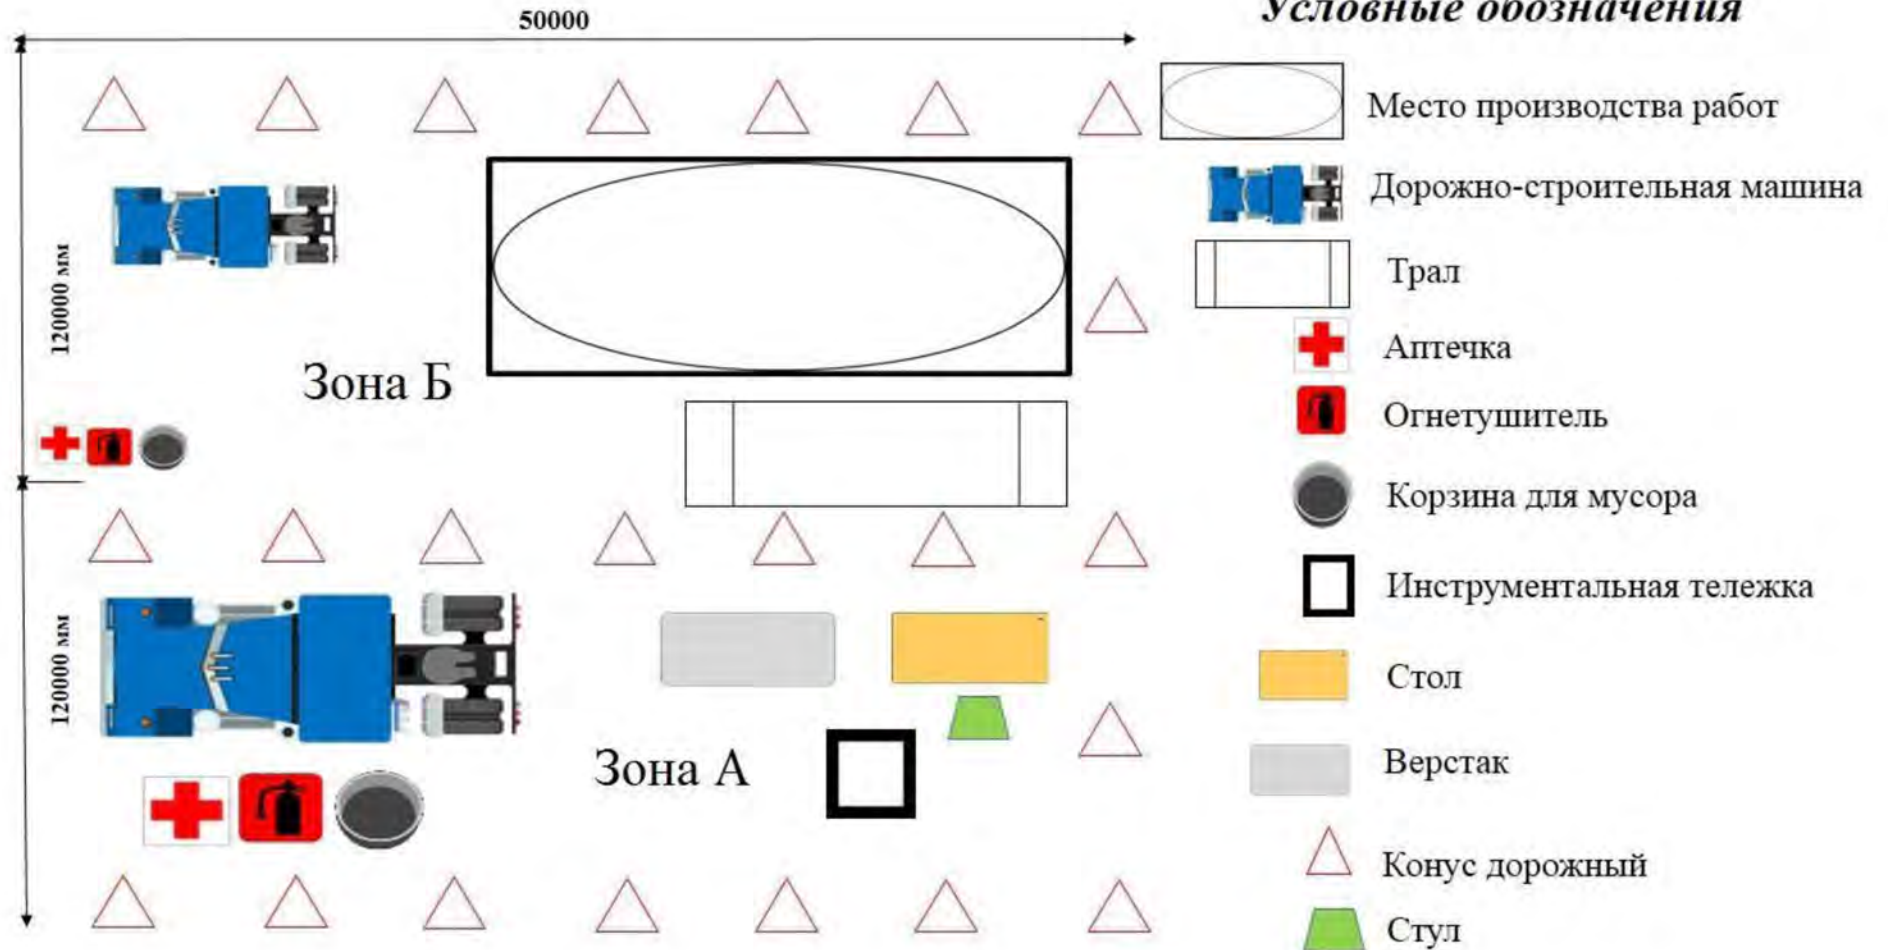 50000
Условные обозначения
Место производства работ
Дорожно-строительная машина
Трал
Аптечка
Огнетушитель
Корзина для мусора
Инструментальная тележка
Стол
Верстак
Конус дорожный
Стул
120000 мм
Зона Б
120000 мм
Зона А